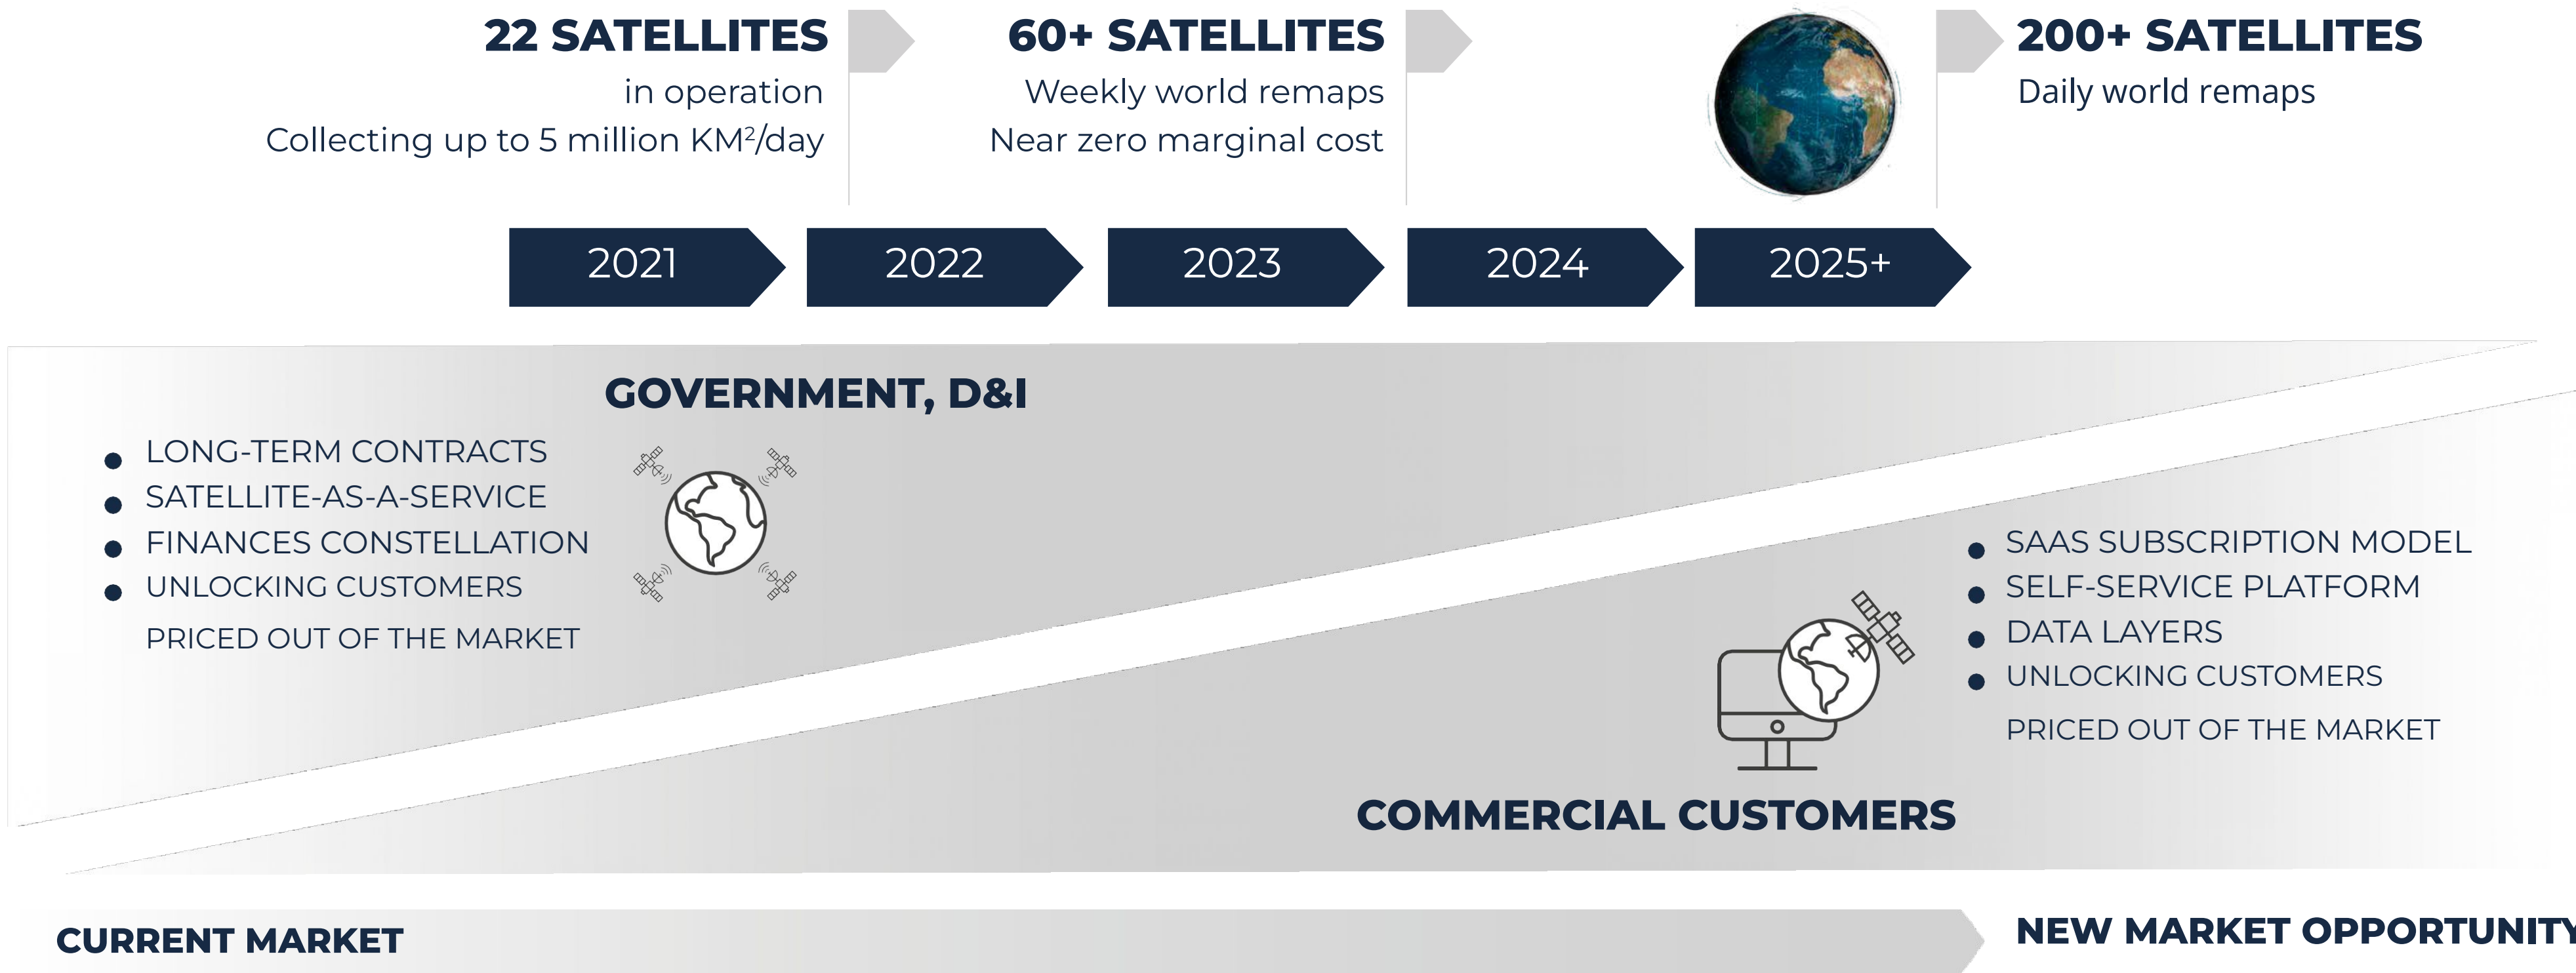 22 SATELLITES
in operation
Collecting up to 5 million KM²/day
60+ SATELLITES
Weekly world remaps
Near zero marginal cost
200+ SATELLITES
Daily world remaps
2021
2022
2023
2024
2025+
GOVERNMENT, D&I
● LONG-TERM CONTRACTS
● SATELLITE-AS-A-SERVICE
● FINANCES CONSTELLATION
● UNLOCKING CUSTOMERS
PRICED OUT OF THE MARKET
● SAAS SUBSCRIPTION MODEL
● SELF-SERVICE PLATFORM
● DATA LAYERS
● UNLOCKING CUSTOMERS
PRICED OUT OF THE MARKET
COMMERCIAL CUSTOMERS
CURRENT MARKET
NEW MARKET OPPORTUNITY